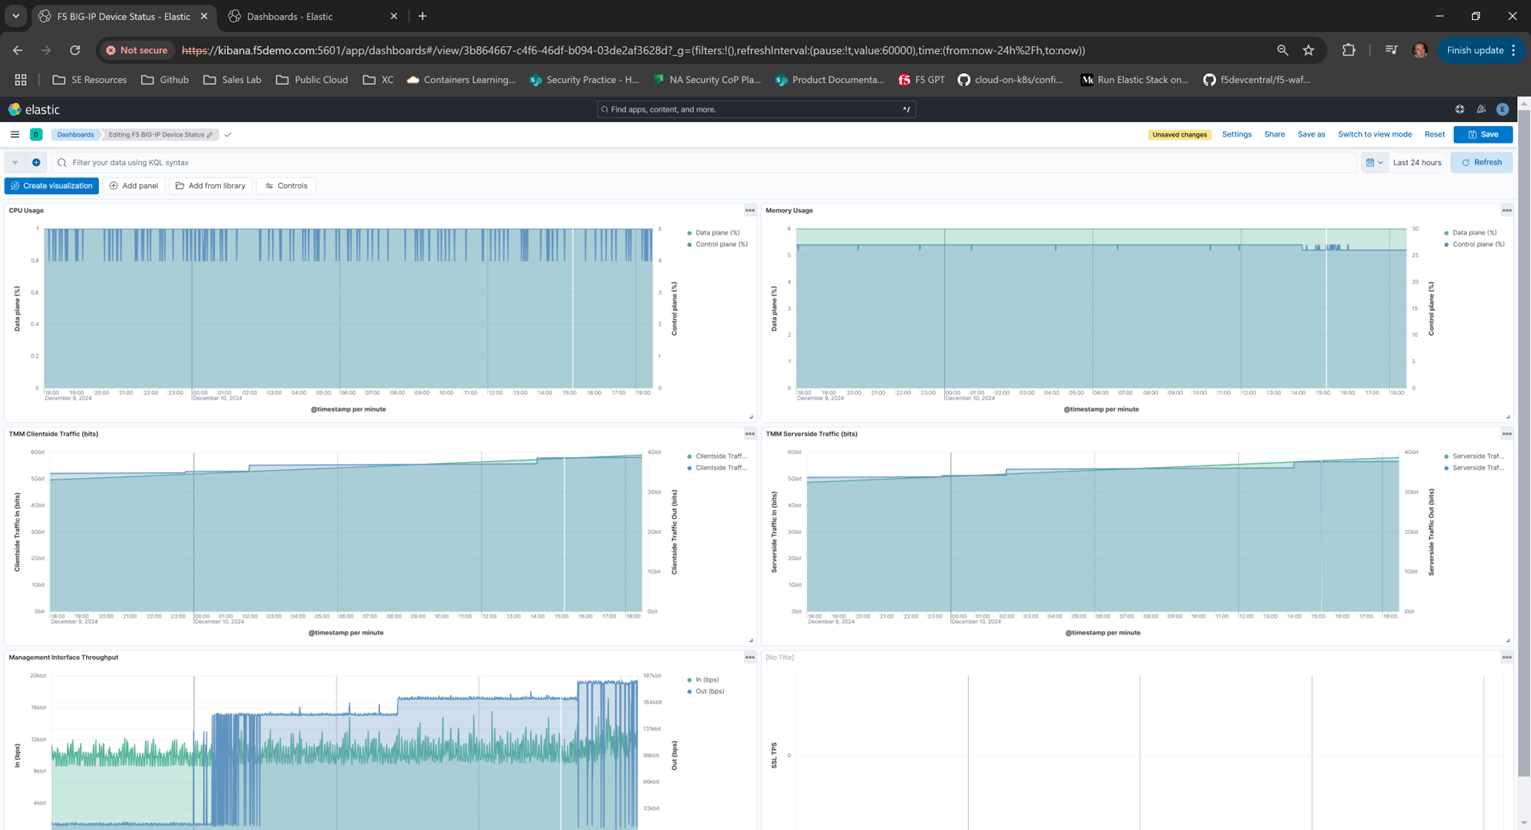 F5 BIG-IP Device Status - Elastic
Dashboards - Elastic
Not secure https://kibana.f5demo.com:5601/app/dashboards#/view/3b864667-c4f6-46df-b094-03de2af3628d?_g=(filters:!(),refreshInterval:(pause:!t,value:60000),time:(from:now-24h%2Fh,to:now)) Finish update
SE Resources Github Sales Lab Public Cloud XC Containers Learning... Security Practice - H... NA Security CoP Pla... Product Documenta... F5 GPT cloud-on-k8s/confi... Run Elastic Stack on... f5devcentral/f5-waf...
elastic Find apps, content, and more. ^/ E
D Dashboards Editing F5 BIG-IP Device Status Unsaved changes Settings Share Save as Switch to view mode Reset Save
Filter your data using KQL syntax Last 24 hours Refresh
Create visualization Add panel Add from library Controls
CPU Usage
1 0.8 0.6 0.4 0.2 0
Data plane (%)
5 4 3 2 1 0
Control plane (%)
Data plane (%)
Control plane (%)
18:00 19:00 20:00 21:00 22:00 23:00 00:00 01:00 02:00 03:00 04:00 05:00 06:00 07:00 08:00 09:00 10:00 11:00 12:00 13:00 14:00 15:00 16:00 17:00 18:00
December 9, 2024 December 10, 2024
@timestamp per minute
Memory Usage
6 5 4 3 2 1 0
Data plane (%)
30 25 20 15 10 5 0
Control plane (%)
Data plane (%)
Control plane (%)
18:00 19:00 20:00 21:00 22:00 23:00 00:00 01:00 02:00 03:00 04:00 05:00 06:00 07:00 08:00 09:00 10:00 11:00 12:00 13:00 14:00 15:00 16:00 17:00 18:00
December 9, 2024 December 10, 2024
@timestamp per minute
TMM Clientside Traffic (bits)
6Gbit 5Gbit 4Gbit 3Gbit 2Gbit 1Gbit 0bit
Clientside Traffic In (bits)
4Gbit 3Gbit 2Gbit 1Gbit 0bit
Clientside Traffic Out (bits)
Clientside Traff...
Clientside Traff...
18:00 19:00 20:00 21:00 22:00 23:00 00:00 01:00 02:00 03:00 04:00 05:00 06:00 07:00 08:00 09:00 10:00 11:00 12:00 13:00 14:00 15:00 16:00 17:00 18:00
December 9, 2024 December 10, 2024
@timestamp per minute
TMM Serverside Traffic (bits)
6Gbit 5Gbit 4Gbit 3Gbit 2Gbit 1Gbit 0bit
Serverside Traffic In (bits)
4Gbit 3Gbit 2Gbit 1Gbit 0bit
Serverside Traffic Out (bits)
Serverside Traf...
Serverside Traf...
18:00 19:00 20:00 21:00 22:00 23:00 00:00 01:00 02:00 03:00 04:00 05:00 06:00 07:00 08:00 09:00 10:00 11:00 12:00 13:00 14:00 15:00 16:00 17:00 18:00
December 9, 2024 December 10, 2024
@timestamp per minute
Management Interface Throughput
20kbit 16kbit 12kbit 8kbit 4kbit
In (bps)
197kbit 164kbit 131kbit 98kbit 66kbit 33kbit
Out (bps)
In (bps)
Out (bps)
[No Title]
SSL TPS
0